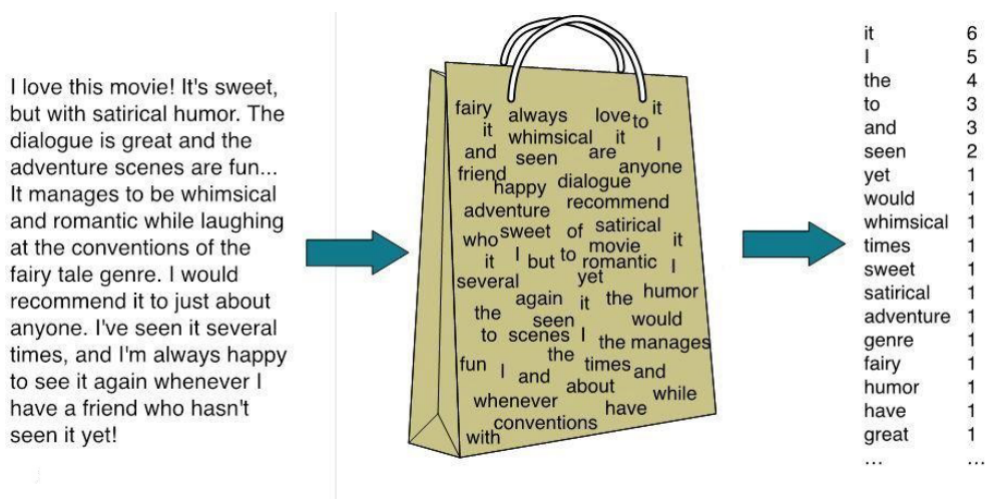 I love this movie! It's sweet,
but with satirical humor. The
dialogue is great and the
adventure scenes are fun...
It manages to be whimsical
and romantic while laughing
at the conventions of the
fairy tale genre. I would
recommend it to just about
anyone. I've seen it several
times, and I'm always happy
to see it again whenever I
have a friend who hasn't
seen it yet!
fairy always love to it
it whimsical it I
and seen are anyone
friend happy dialogue
adventure recommend
who sweet of satirical
it I but to movie it
romantic I
several yet
again it the humor
the seen would
to scenes I the manages
fun I and the times and
whenever about while
have
conventions
with
it 6
I 5
the 4
to 3
and 3
seen 2
yet 1
would 1
whimsical 1
times 1
sweet 1
satirical 1
adventure 1
genre 1
fairy 1
humor 1
have 1
great 1
... ...